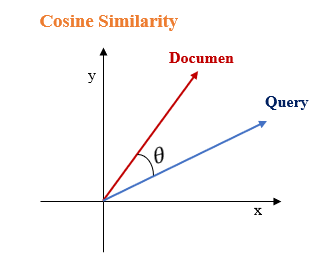 Cosine Similarity
Documen
y
Query
θ
x